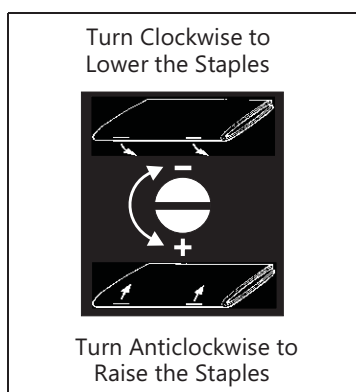 Turn Clockwise to
Lower the Staples
−
+
Turn Anticlockwise to
Raise the Staples